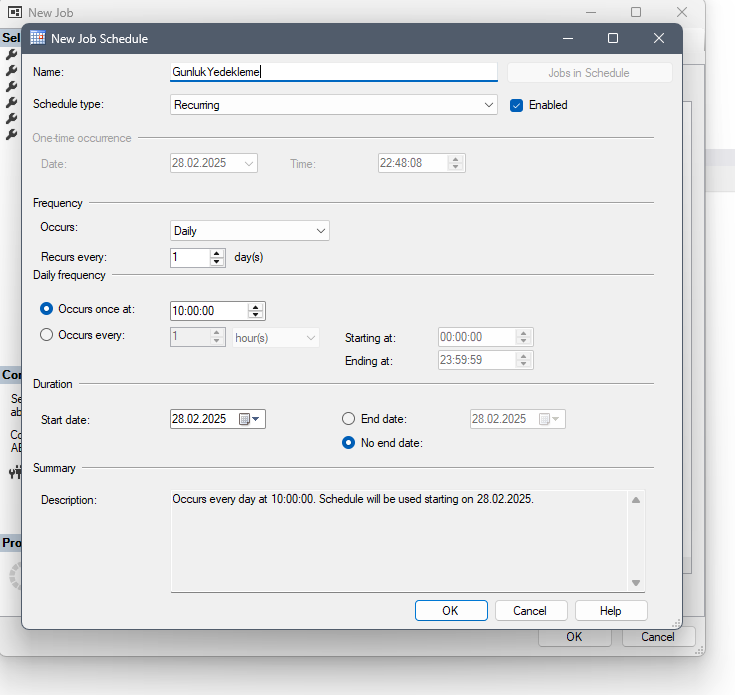 New Job
Sel
New Job Schedule
Name:
GunlukYedekleme
Jobs in Schedule
Schedule type:
Recurring
Enabled
One-time occurrence
Date:
28.02.2025
Time:
22:48:08
Frequency
Occurs:
Daily
Recurs every:
1
day(s)
Daily frequency
Occurs once at:
10:00:00
Occurs every:
1
hour(s)
Starting at:
00:00:00
Ending at:
23:59:59
Con
Duration
Se
ab
Start date:
28.02.2025
End date:
28.02.2025
Co
AE
No end date:
Summary
Description:
Occurs every day at 10:00:00. Schedule will be used starting on 28.02.2025.
Pro
OK
Cancel
Help
OK
Cancel